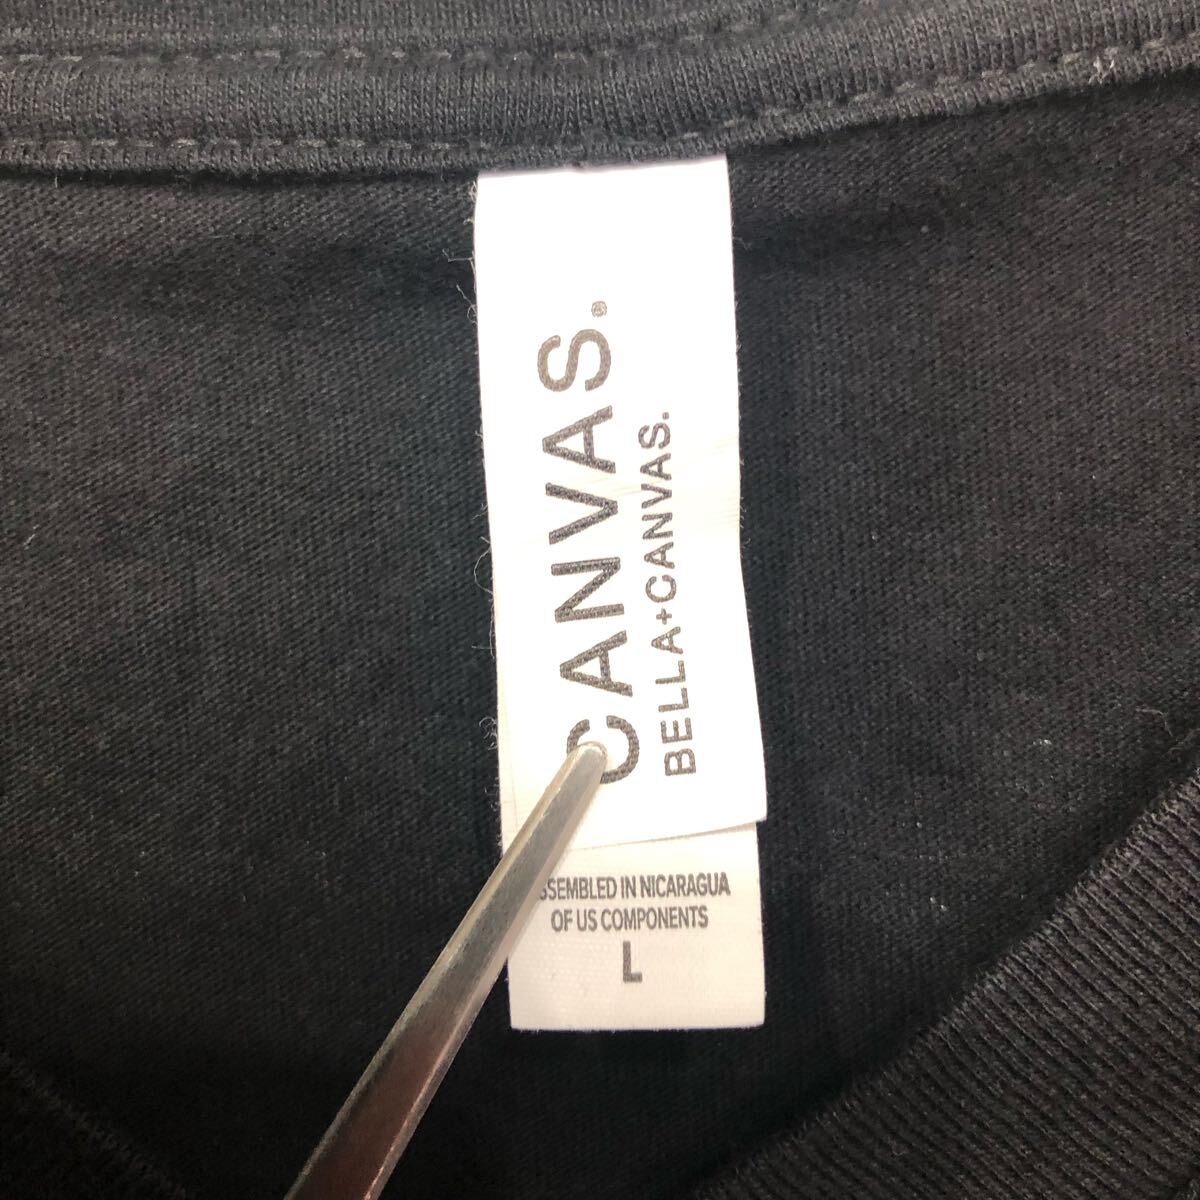 CANVAS.®
BELLA+CANVAS.
SSEMBLED IN NICARAGUA
OF US COMPONENTS
L